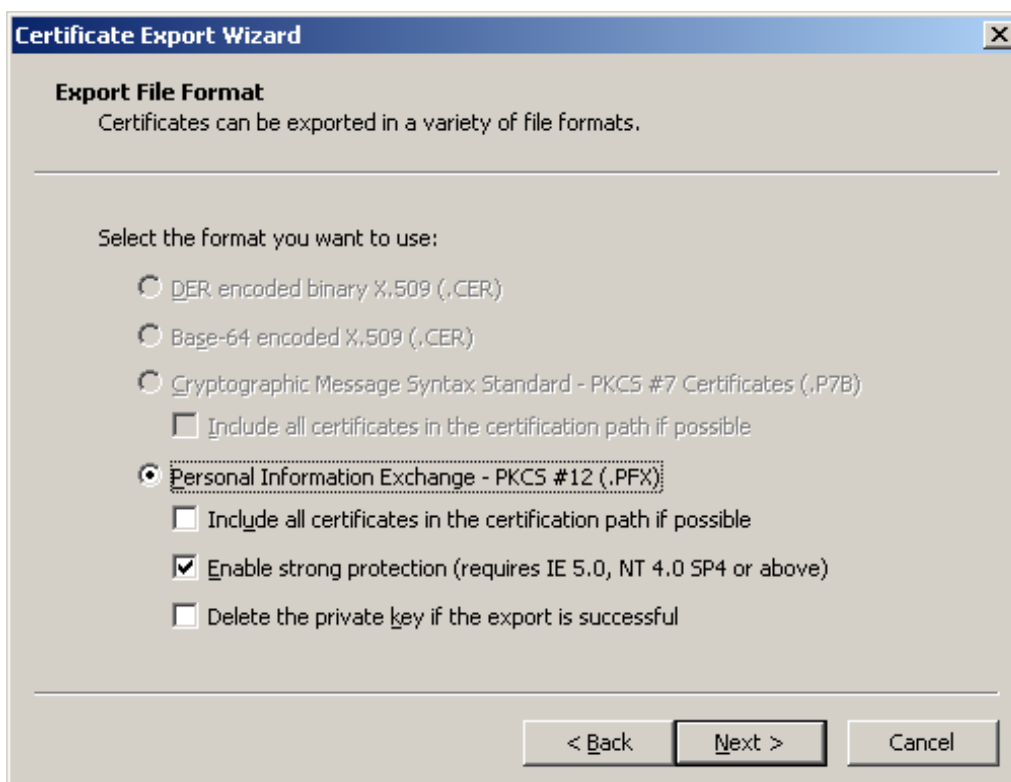 Certificate Export Wizard
Export File Format
Certificates can be exported in a variety of file formats.
Select the format you want to use:
DER encoded binary X.509 (.CER)
Base-64 encoded X.509 (.CER)
Cryptographic Message Syntax Standard - PKCS #7 Certificates (.P7B)
Include all certificates in the certification path if possible
Personal Information Exchange - PKCS #12 (.PFX)
Include all certificates in the certification path if possible
Enable strong protection (requires IE 5.0, NT 4.0 SP4 or above)
Delete the private key if the export is successful
< Back Next > Cancel